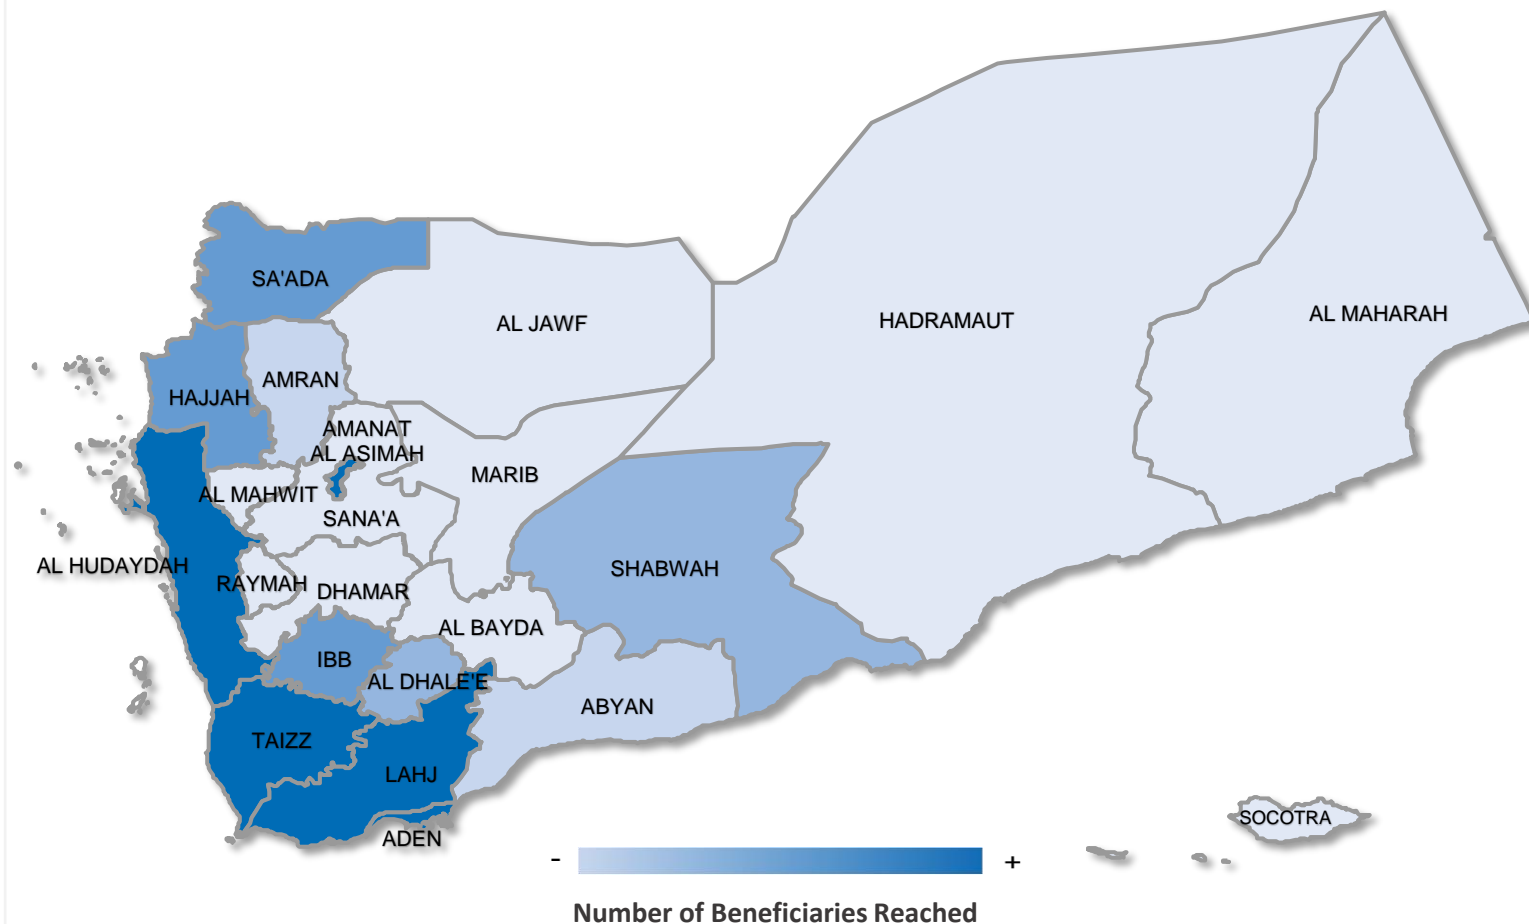 SA'ADA
AL JAWF
HADRAMAUT
AL MAHARAH
HAJJAH
AMRAN
AMANAT
AL ASIMAH
MARIB
AL MAHWIT
SANA'A
AL HUDAYDAH
RAYMAH
DHAMAR
SHABWAH
AL BAYDA
IBB
AL DHALE'E
ABYAN
TAIZZ
LAHJ
ADEN
SOCOTRA
- +
Number of Beneficiaries Reached